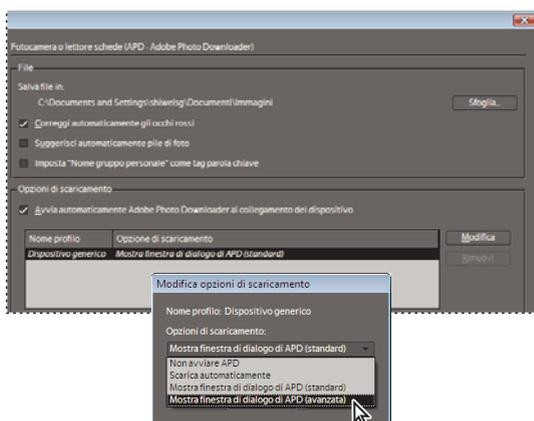 Fotocamera o lettore schede (APD - Adobe Photo Downloader)
File
Salva file in:
C:\Documents and Settings\shiweisg\Documenti\Immagini
Sfoglia...
Correggi automaticamente gli occhi rossi
Suggerisci automaticamente pile di foto
Imposta "Nome gruppo personale" come tag parola chiave
Opzioni di scaricamento
Avvia automaticamente Adobe Photo Downloader al collegamento del dispositivo
Nome profilo Opzione di scaricamento
Modifica
Dispositivo generico Mostra finestra di dialogo di APD (standard)
Rimuovi
Modifica opzioni di scaricamento
Nome profilo: Dispositivo generico
Opzioni di scaricamento:
Mostra finestra di dialogo di APD (standard)
Non avviare APD
Scarica automaticamente
Mostra finestra di dialogo di APD (standard)
Mostra finestra di dialogo di APD (avanzata)